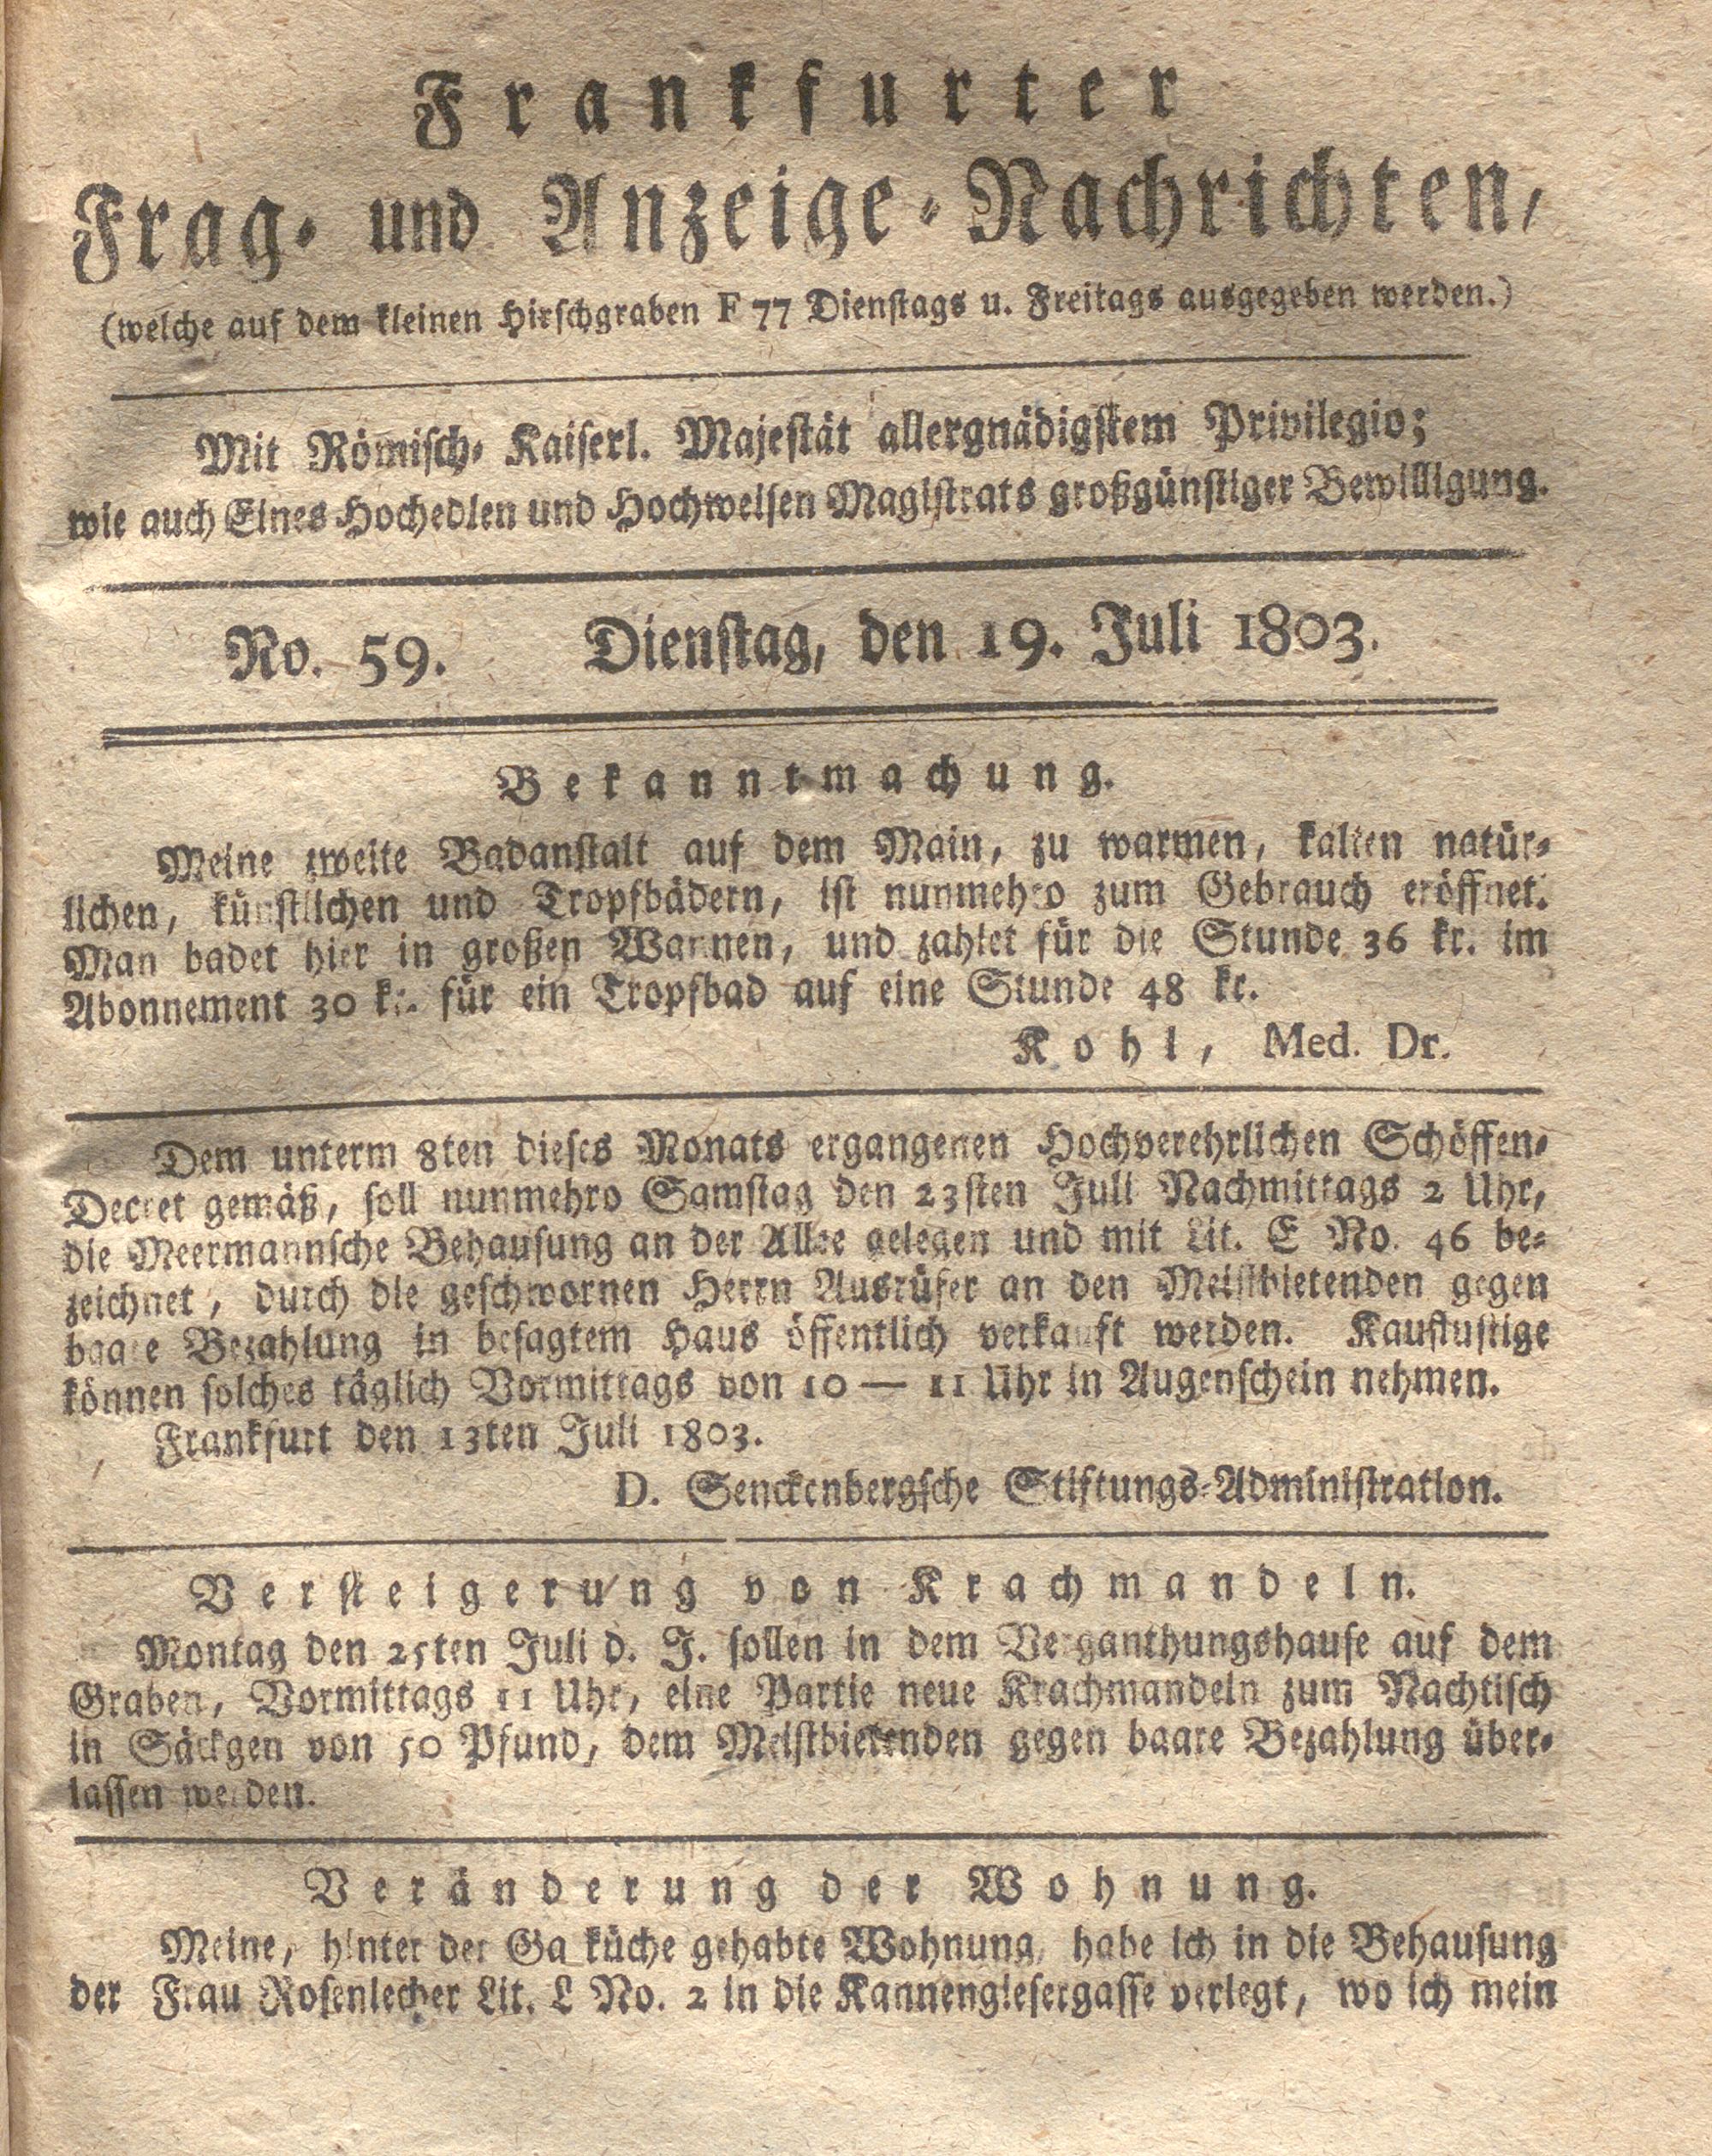 Frankfurter
Frag- und Anzeige-Nachrichten,
(welche auf dem kleinen Hirschgraben F 77 Dienstags u. Freitags ausgegeben werden.)
Mit Römisch- Kaiserl. Majestät allergnädigstem Privilegio;
wie auch Eines Hochedlen und Hochweisen Magistrats großgünstiger Bewilligung.
No. 59. Dienstag, den 19. Juli 1803.
Bekanntmachung.
Meine zweite Badanstalt auf dem Main, zu warmen, kalten natür-
lichen, künstlichen und Tropfbädern, ist nunmehro zum Gebrauch eröffnet.
Man badet hier in großen Wannen, und zahlet für die Stunde 36 kr. im
Abonnement 30 kr. für ein Tropfbad auf eine Stunde 48 kr.
Kohl, Med. Dr.
Dem unterm 8ten dieses Monats ergangenen Hochverehrlichen Schöffen-
Decret gemäß, soll nunmehro Samstag den 23sten Juli Nachmittags 2 Uhr,
die Meermannsche Behausung an der Allee gelegen und mit Lit. E No. 46 be-
zeichnet, durch die geschwornen Herrn Ausrüfer an den Meistbietenden gegen
baare Bezahlung in besagtem Haus öffentlich verkauft werden. Kauflustige
können solches täglich Vormittags von 10 — 11 Uhr in Augenschein nehmen.
Frankfurt den 13ten Juli 1803.
D. Senckenbergsche Stiftungs-Administration.
Versteigerung von Krachmandeln.
Montag den 25ten Juli d. J. sollen in dem Verganthungshause auf dem
Graben, Vormittags 11 Uhr, eine Partie neue Krachmandeln zum Nachtisch
in Säckgen von 50 Pfund, dem Meistbietenden gegen baare Bezahlung über-
lassen werden.
Veränderung der Wohnung.
Meine, hinter der Ga küche gehabte Wohnung, habe ich in die Behausung
der Frau Rosenlecher Lit. L No. 2 in die Kannengiesergasse verlegt, wo ich mein